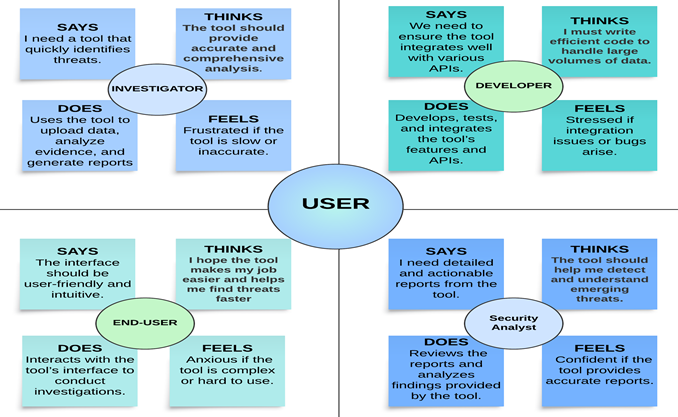 SAYS
I need a tool that
quickly identifies
threats.
THINKS
The tool should
provide
accurate and
comprehensive
analysis.
INVESTIGATOR
DOES
Uses the tool to
upload data,
analyze
evidence, and
generate reports
FEELS
Frustrated if the
tool is slow or
inaccurate.
SAYS
We need to
ensure the tool
integrates well
with various
APIs.
THINKS
I must write
efficient code to
handle large
volumes of data.
DEVELOPER
DOES
Develops, tests,
and integrates
the tool's
features and
APIs.
FEELS
Stressed if
integration
issues or bugs
arise.
USER
SAYS
The interface
should be
user-friendly and
intuitive.
THINKS
I hope the tool
makes my job
easier and helps
me find threats
faster
END-USER
DOES
Interacts with the
tool's interface to
conduct
investigations.
FEELS
Anxious if the
tool is complex
or hard to use.
SAYS
I need detailed
and actionable
reports from the
tool.
THINKS
The tool should
help me detect
and understand
emerging
threats.
Security
Analyst
DOES
Reviews the
reports and
analyzes
findings provided
by the tool.
FEELS
Confident if the
tool provides
accurate reports.